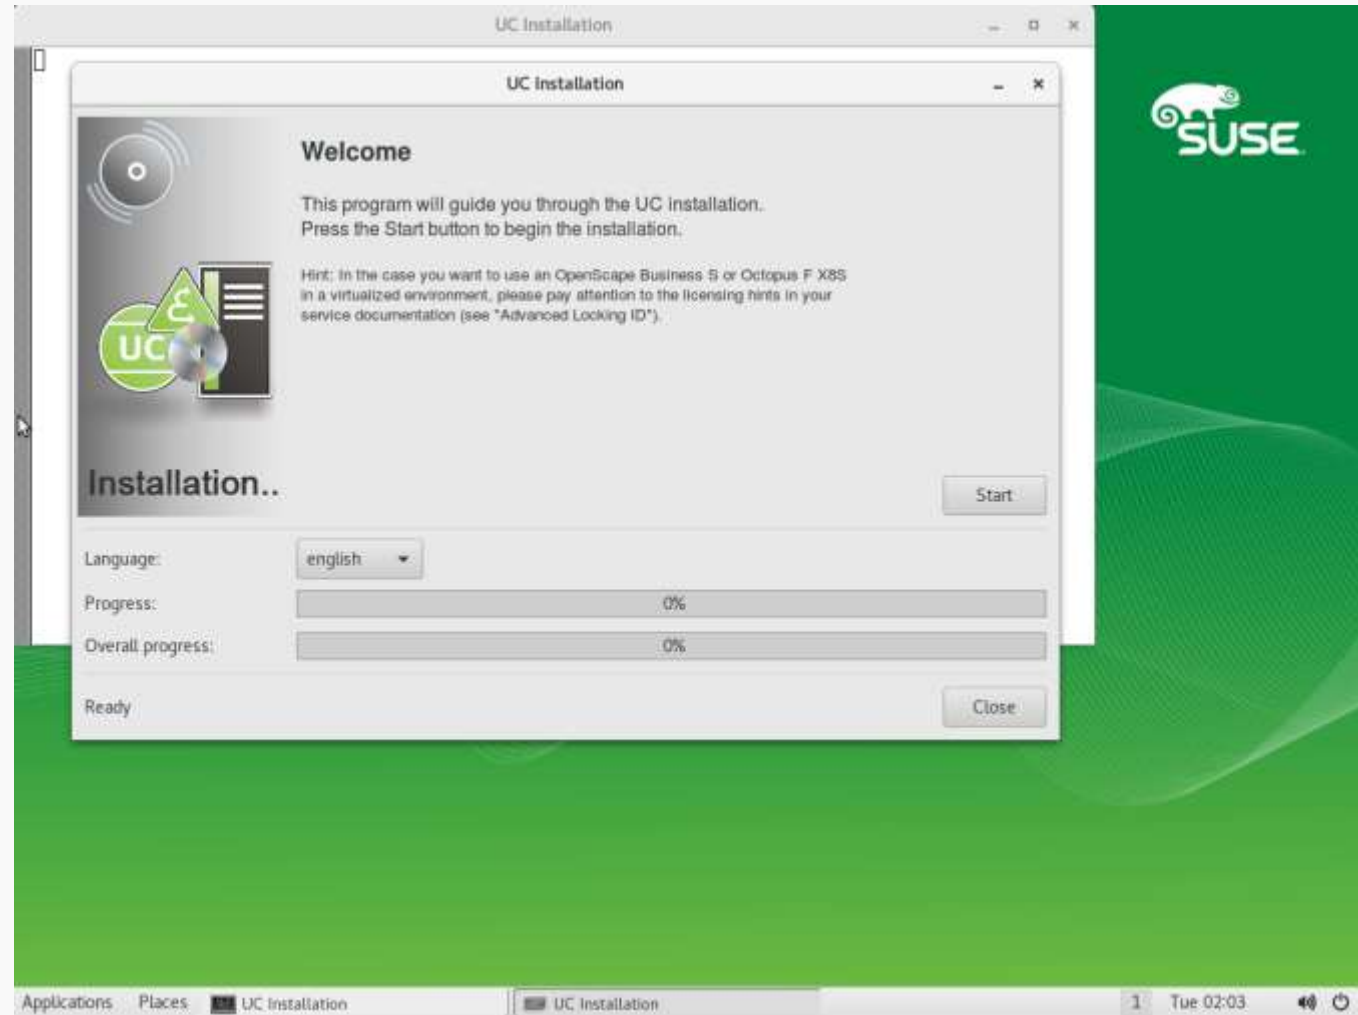 UC Installation
UC Installation
SUSE
Welcome
This program will guide you through the UC installation.
Press the Start button to begin the installation.
Hint: In the case you want to use an OpenScape Business S or Octopus F X8S
in a virtualized environment, please pay attention to the licensing hints in your
service documentation (see "Advanced Locking ID").
UC
Installation..
Start
Language:
english
Progress:
0%
Overall progress:
0%
Ready
Close
Applications Places UC Installation UC Installation 1 Tue 02:03